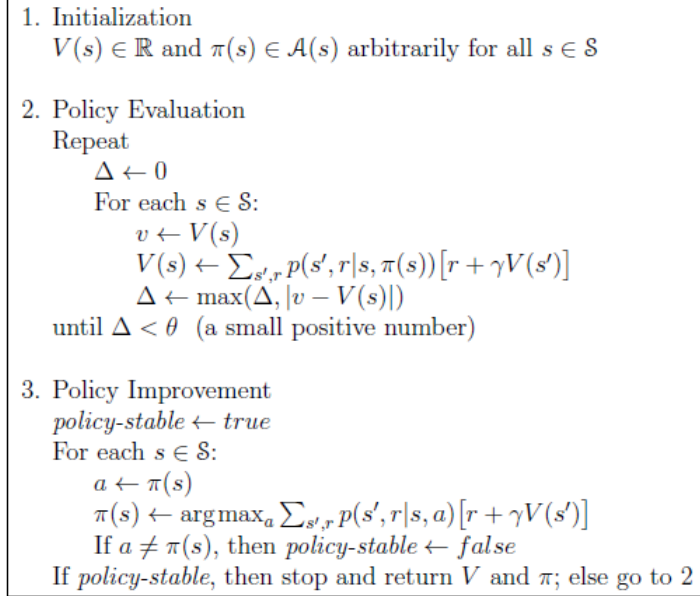 1. Initialization
V(s) ∈ ℝ and π(s) ∈ 𝒜(s) arbitrarily for all s ∈ 𝒮
2. Policy Evaluation
Repeat
Δ ← 0
For each s ∈ 𝒮:
v ← V(s)
V(s) ← ∑_{s′,r} p(s′, r|s, π(s))[r + γV(s′)]
Δ ← max(Δ, |v − V(s)|)
until Δ < θ (a small positive number)
3. Policy Improvement
policy-stable ← true
For each s ∈ 𝒮:
a ← π(s)
π(s) ← arg max_a ∑_{s′,r} p(s′, r|s, a)[r + γV(s′)]
If a ≠ π(s), then policy-stable ← false
If policy-stable, then stop and return V and π; else go to 2